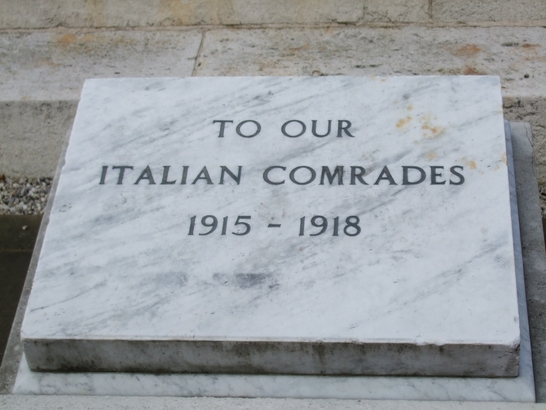 TO OUR
ITALIAN COMRADES
1915 - 1918